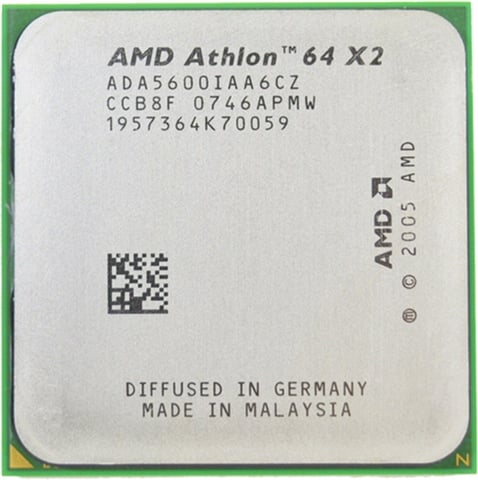 AMD Athlon™ 64 X2
ADA5600IAA6CZ
CCB8F 0746APMW
1957364K70059
AMD
Ⓜ © 2005 AMD
DIFFUSED IN GERMANY
MADE IN MALAYSIA
N